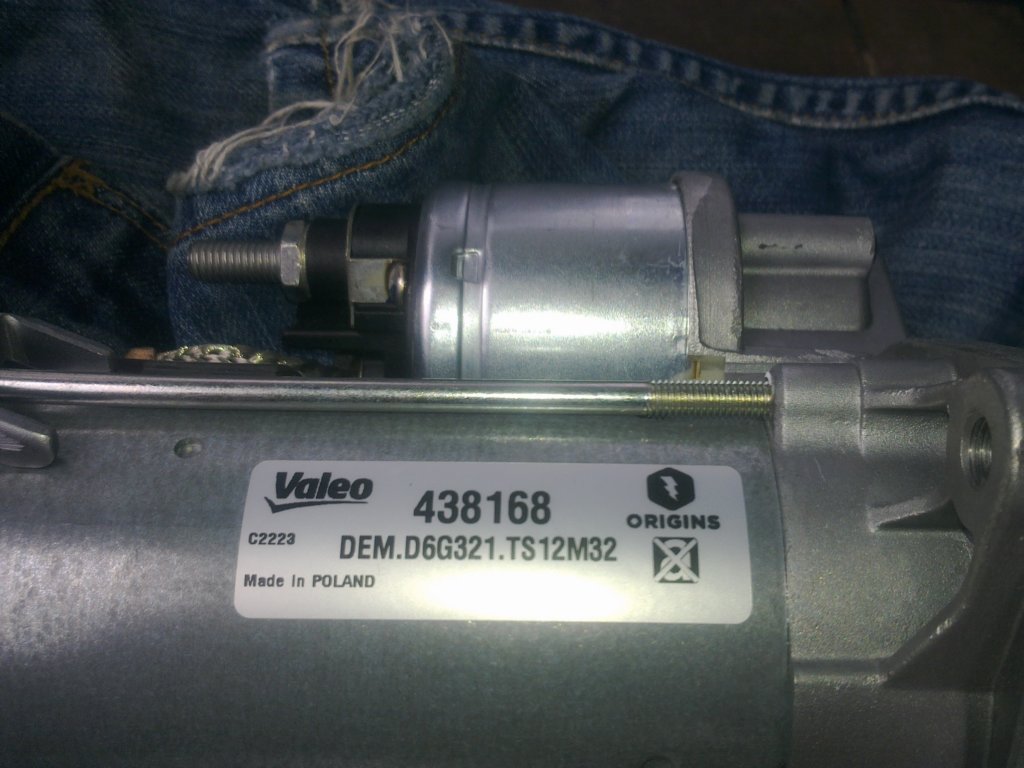 Valeo
438168
ORIGINS
C2223
DEM.D6G321.TS12M32
Made in POLAND